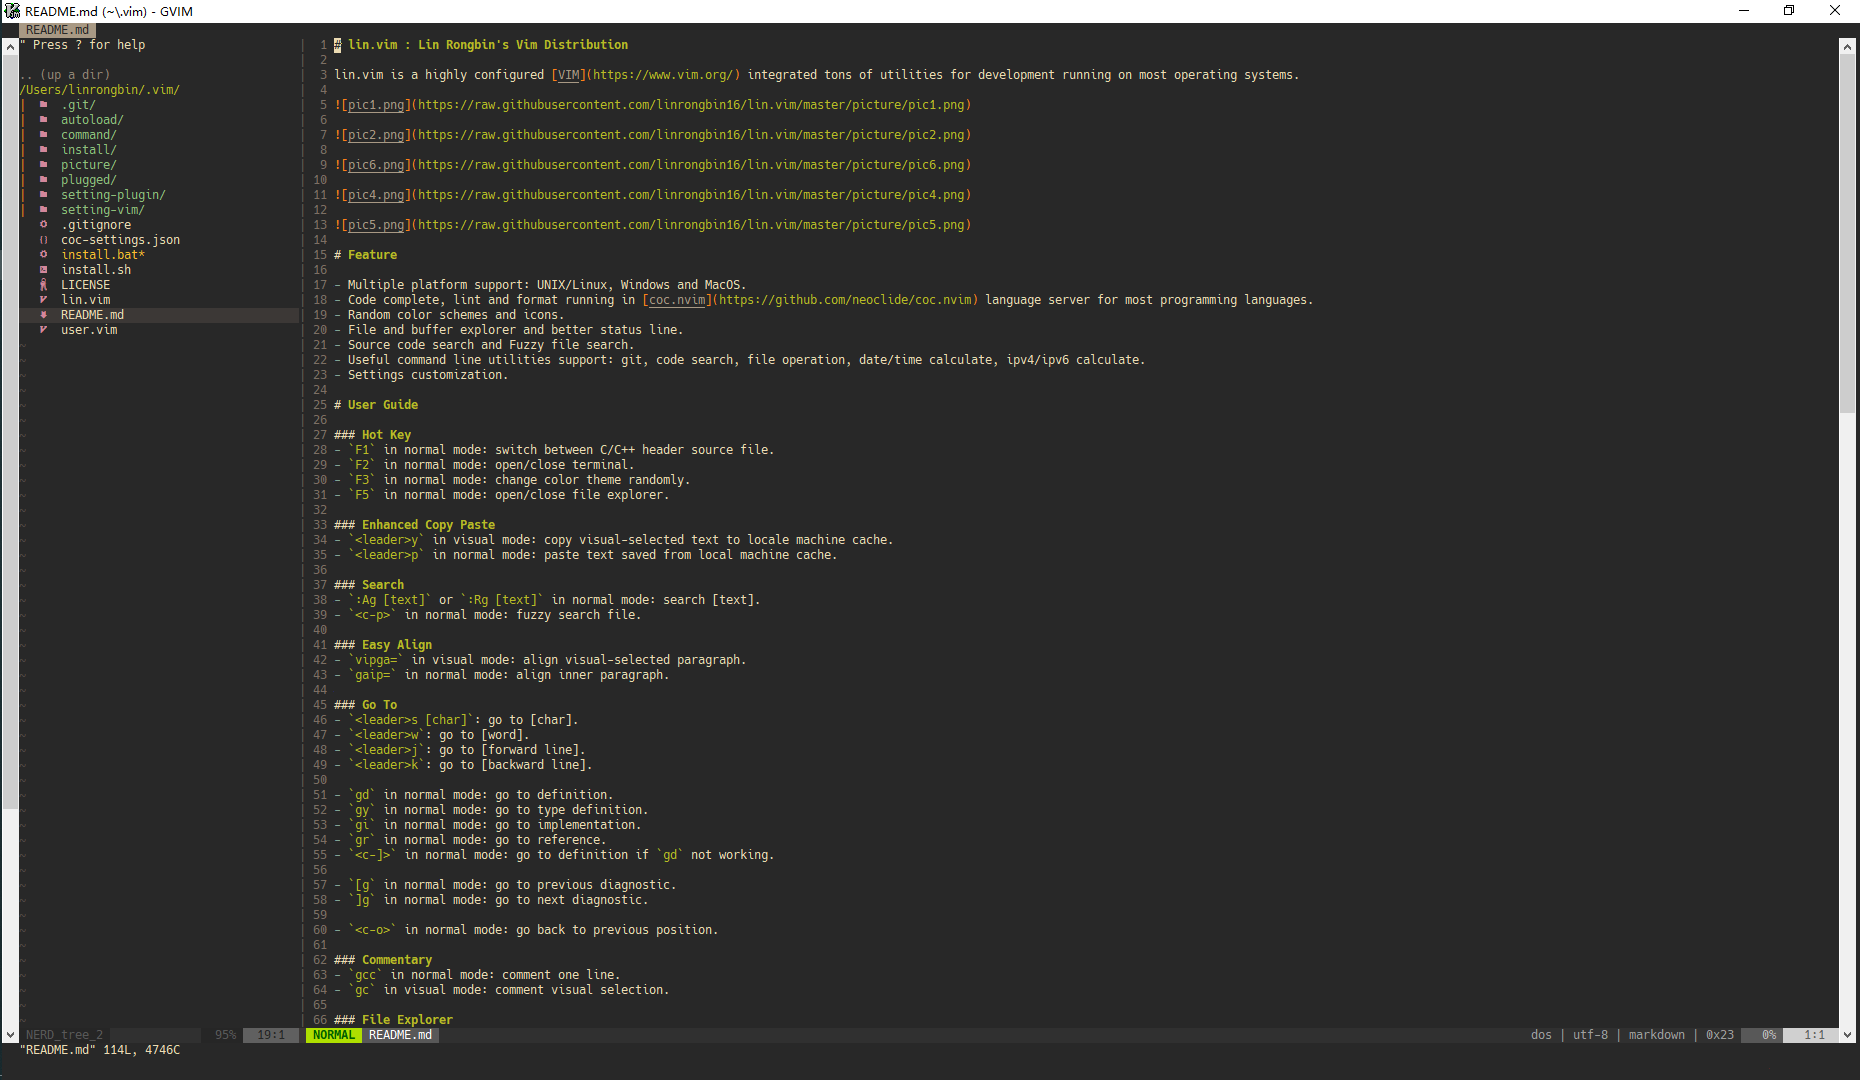 README.md (~\.vim) - GVIM
README.md
" Press ? for help
.. (up a dir)
/Users/linrongbin/.vim/
.git/
autoload/
command/
install/
picture/
plugged/
setting-plugin/
setting-vim/
.gitignore
coc-settings.json
install.bat*
install.sh
LICENSE
lin.vim
README.md
user.vim
NERD_tree_2 95% 19:1
1 # lin.vim : Lin Rongbin's Vim Distribution
2
3 lin.vim is a highly configured [VIM](https://www.vim.org/) integrated tons of utilities for development running on most operating systems.
4
5 ![pic1.png](https://raw.githubusercontent.com/linrongbin16/lin.vim/master/picture/pic1.png)
6
7 ![pic2.png](https://raw.githubusercontent.com/linrongbin16/lin.vim/master/picture/pic2.png)
8
9 ![pic6.png](https://raw.githubusercontent.com/linrongbin16/lin.vim/master/picture/pic6.png)
10
11 ![pic4.png](https://raw.githubusercontent.com/linrongbin16/lin.vim/master/picture/pic4.png)
12
13 ![pic5.png](https://raw.githubusercontent.com/linrongbin16/lin.vim/master/picture/pic5.png)
14
15 # Feature
16
17 - Multiple platform support: UNIX/Linux, Windows and MacOS.
18 - Code complete, lint and format running in [coc.nvim](https://github.com/neoclide/coc.nvim) language server for most programming languages.
19 - Random color schemes and icons.
20 - File and buffer explorer and better status line.
21 - Source code search and Fuzzy file search.
22 - Useful command line utilities support: git, code search, file operation, date/time calculate, ipv4/ipv6 calculate.
23 - Settings customization.
24
25 # User Guide
26
27 ### Hot Key
28 - `F1` in normal mode: switch between C/C++ header source file.
29 - `F2` in normal mode: open/close terminal.
30 - `F3` in normal mode: change color theme randomly.
31 - `F5` in normal mode: open/close file explorer.
32
33 ### Enhanced Copy Paste
34 - `<leader>y` in visual mode: copy visual-selected text to locale machine cache.
35 - `<leader>p` in normal mode: paste text saved from local machine cache.
36
37 ### Search
38 - `:Ag [text]` or `:Rg [text]` in normal mode: search [text].
39 - `<c-p>` in normal mode: fuzzy search file.
40
41 ### Easy Align
42 - `vipga=` in visual mode: align visual-selected paragraph.
43 - `gaip=` in normal mode: align inner paragraph.
44
45 ### Go To
46 - `<leader>s [char]`: go to [char].
47 - `<leader>w`: go to [word].
48 - `<leader>j`: go to [forward line].
49 - `<leader>k`: go to [backward line].
50
51 - `gd` in normal mode: go to definition.
52 - `gy` in normal mode: go to type definition.
53 - `gi` in normal mode: go to implementation.
54 - `gr` in normal mode: go to reference.
55 - `<c-]>` in normal mode: go to definition if `gd` not working.
56
57 - `[g` in normal mode: go to previous diagnostic.
58 - `]g` in normal mode: go to next diagnostic.
59
60 - `<c-o>` in normal mode: go back to previous position.
61
62 ### Commentary
63 - `gcc` in normal mode: comment one line.
64 - `gc` in visual mode: comment visual selection.
65
66 ### File Explorer
NORMAL README.md dos | utf-8 | markdown | 0x23 0% 1:1
"README.md" 114L, 4746C